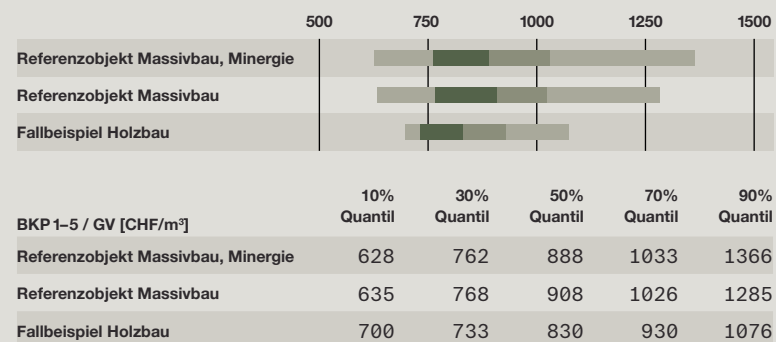 500 750 1000 1250 1500
Referenzobjekt Massivbau, Minergie
Referenzobjekt Massivbau
Fallbeispiel Holzbau
10% 30% 50% 70% 90%
BKP 1–5 / GV [CHF/m³] Quantil Quantil Quantil Quantil Quantil
Referenzobjekt Massivbau, Minergie 628 762 888 1033 1366
Referenzobjekt Massivbau 635 768 908 1026 1285
Fallbeispiel Holzbau 700 733 830 930 1076